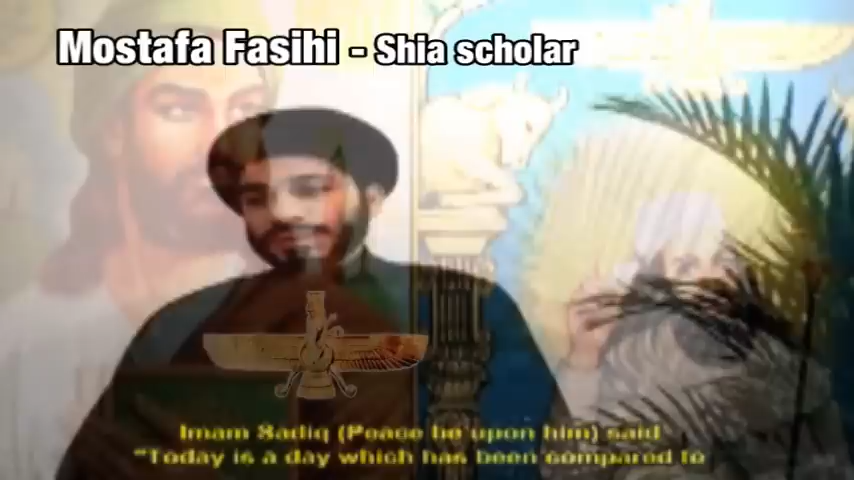 Mostafa Fasihi - Shia scholar
Imam Sadiq (Peace be upon him) said
"Today is a day which has been compared to